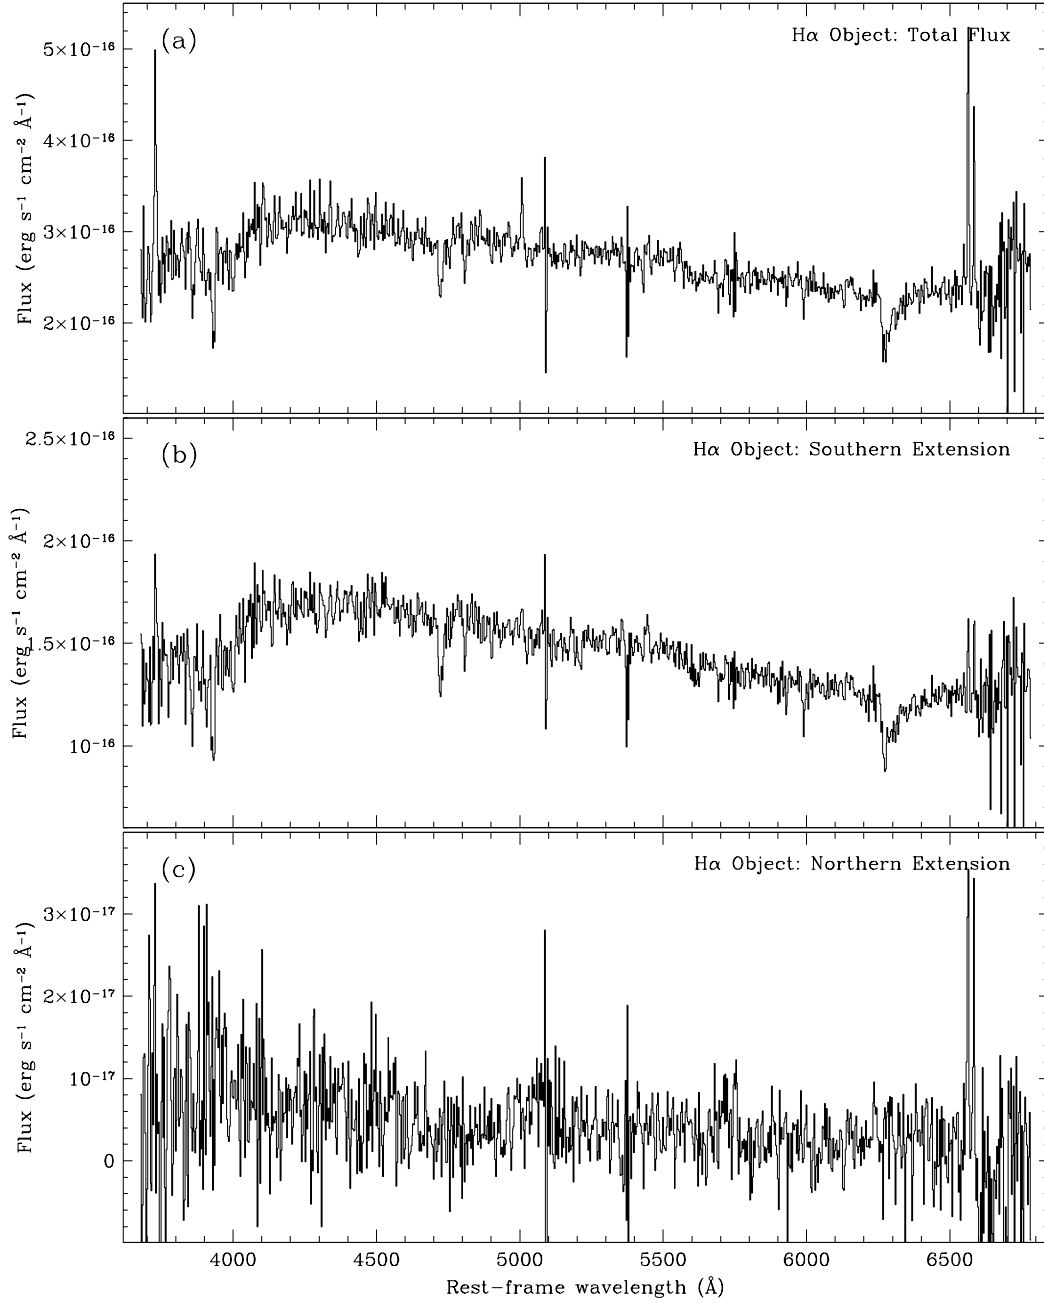 (a)
Hα Object: Total Flux
5×10⁻¹⁶
4×10⁻¹⁶
3×10⁻¹⁶
2×10⁻¹⁶
Flux (erg s⁻¹ cm⁻² Å⁻¹)
(b)
Hα Object: Southern Extension
2.5×10⁻¹⁶
2×10⁻¹⁶
1.5×10⁻¹⁶
10⁻¹⁶
Flux (erg s⁻¹ cm⁻² Å⁻¹)
(c)
Hα Object: Northern Extension
3×10⁻¹⁷
2×10⁻¹⁷
10⁻¹⁷
0
Flux (erg s⁻¹ cm⁻² Å⁻¹)
4000 4500 5000 5500 6000 6500
Rest-frame wavelength (Å)